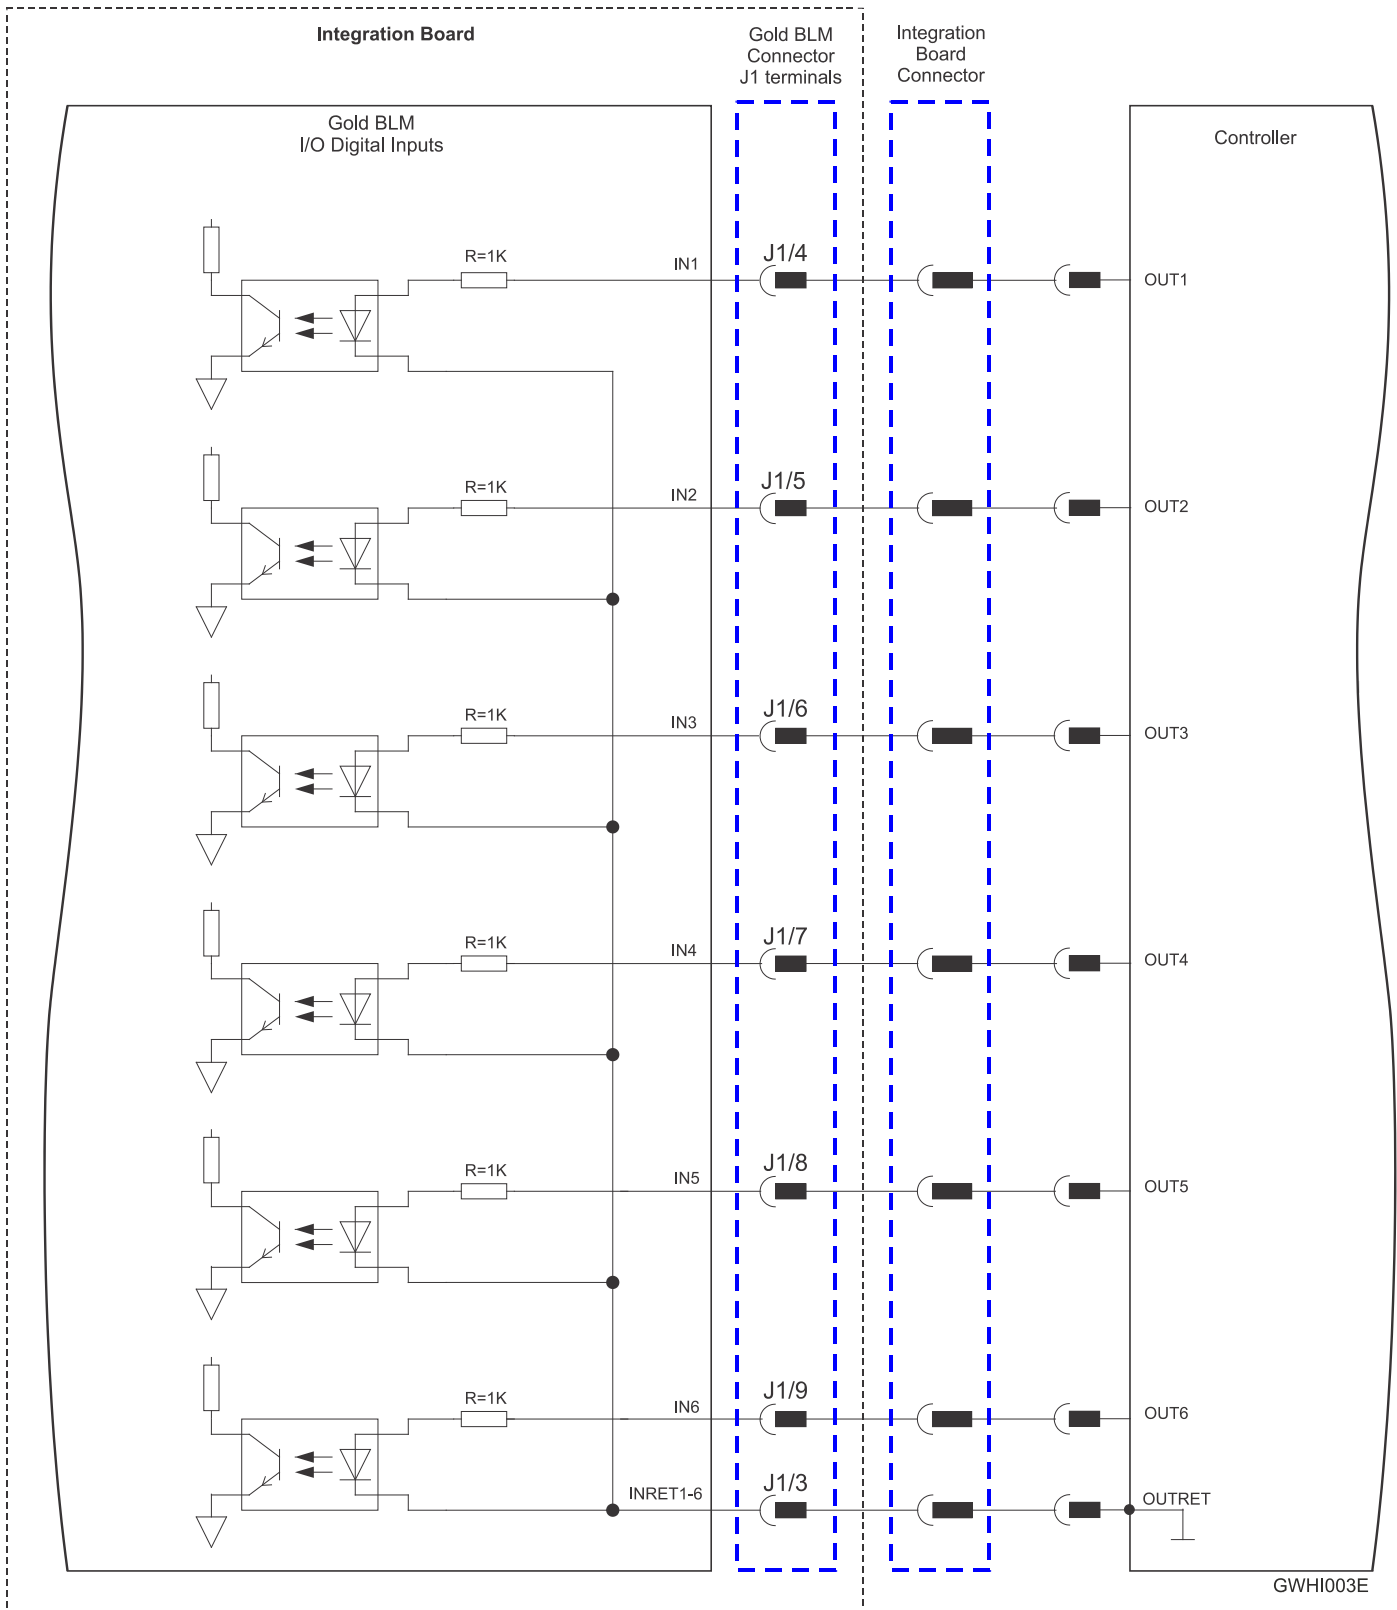 Integration Board
Gold BLM
Connector
J1 terminals
Integration
Board
Connector
Gold BLM
I/O Digital Inputs
Controller
R=1K
IN1
J1/4
OUT1
R=1K
IN2
J1/5
OUT2
R=1K
IN3
J1/6
OUT3
R=1K
IN4
J1/7
OUT4
R=1K
IN5
J1/8
OUT5
R=1K
IN6
J1/9
OUT6
INRET1-6
J1/3
OUTRET
GWHI003E